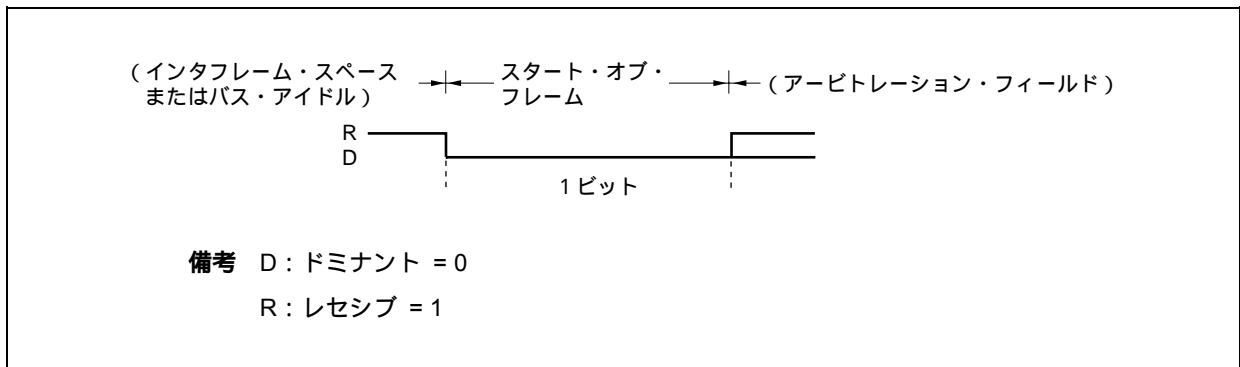 (インタフレーム・スペース
またはバス・アイドル)
スタート・オブ・
フレーム
(アービトレーション・フィールド)
R
D
1 ビット
備考 D:ドミナント = 0
R:レセシブ = 1